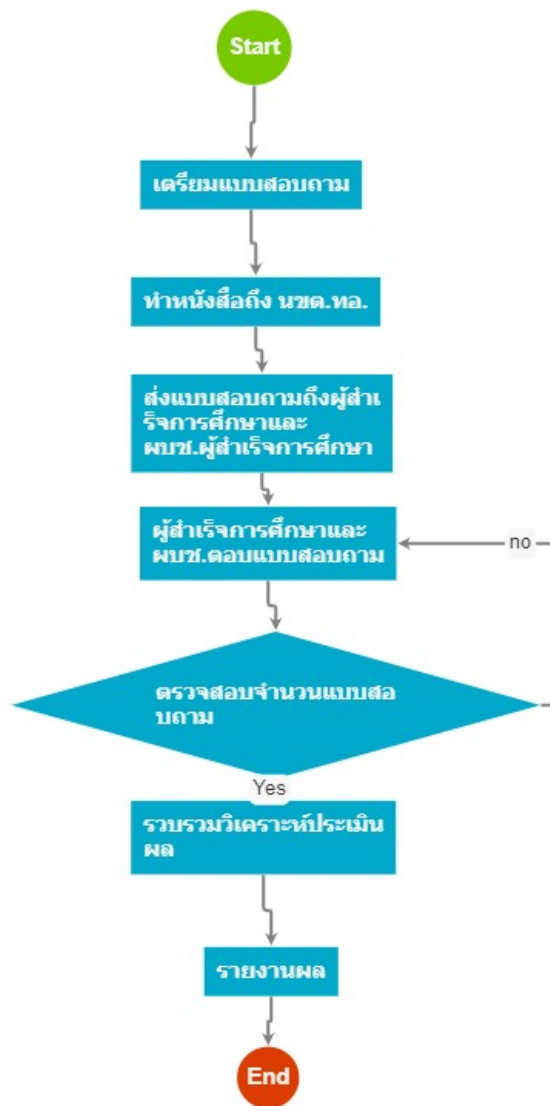 Start
เตรียมแบบสอบถาม
ทำหนังสือถึง นขต.ทอ.
ส่งแบบสอบถามถึงผู้สำเ
ร็จการศึกษาและ
ผบช.ผู้สำเร็จการศึกษา
ผู้สำเร็จการศึกษาและ
ผบช.ตอบแบบสอบถาม
no
ตรวจสอบจำนวนแบบสอ
บถาม
Yes
รวบรวมวิเคราะห์ประเมิน
ผล
รายงานผล
End